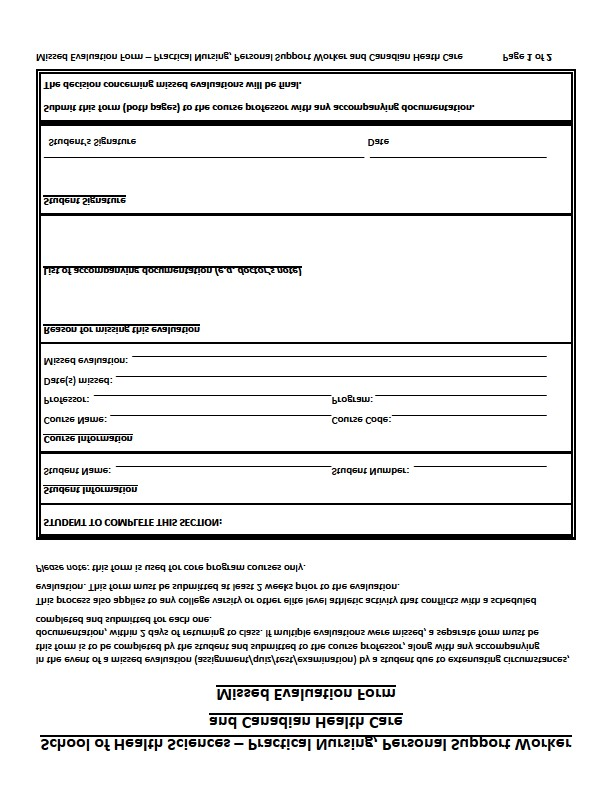 School of Health Sciences – Practical Nursing, Personal Support Worker
and Canadian Health Care
Missed Evaluation Form
In the event of a missed evaluation (assignment/quiz/test/examination) by a student due to extenuating circumstances,
this form is to be completed by the student and submitted to the course professor, along with any accompanying
documentation, within 2 days of returning to class. If multiple evaluations were missed, a separate form must be
completed and submitted for each one.
This process also applies to any college varsity or other elite level athletic activity that conflicts with a scheduled
evaluation. This form must be submitted at least 2 weeks prior to the evaluation.
Please note: this form is used for core program courses only.
STUDENT TO COMPLETE THIS SECTION:
Student Information
Student Name: Student Number:
Course Information
Course Name: Course Code:
Professor: Program:
Date(s) missed:
Missed evaluation:
Reason for missing this evaluation
List of accompanying documentation (e.g. doctor's note)
Student Signature
Student's Signature Date
Submit this form (both pages) to the course professor with any accompanying documentation.
The decision concerning missed evaluations will be final.
Missed Evaluation Form – Practical Nursing, Personal Support Worker and Canadian Heath Care Page 1 of 2